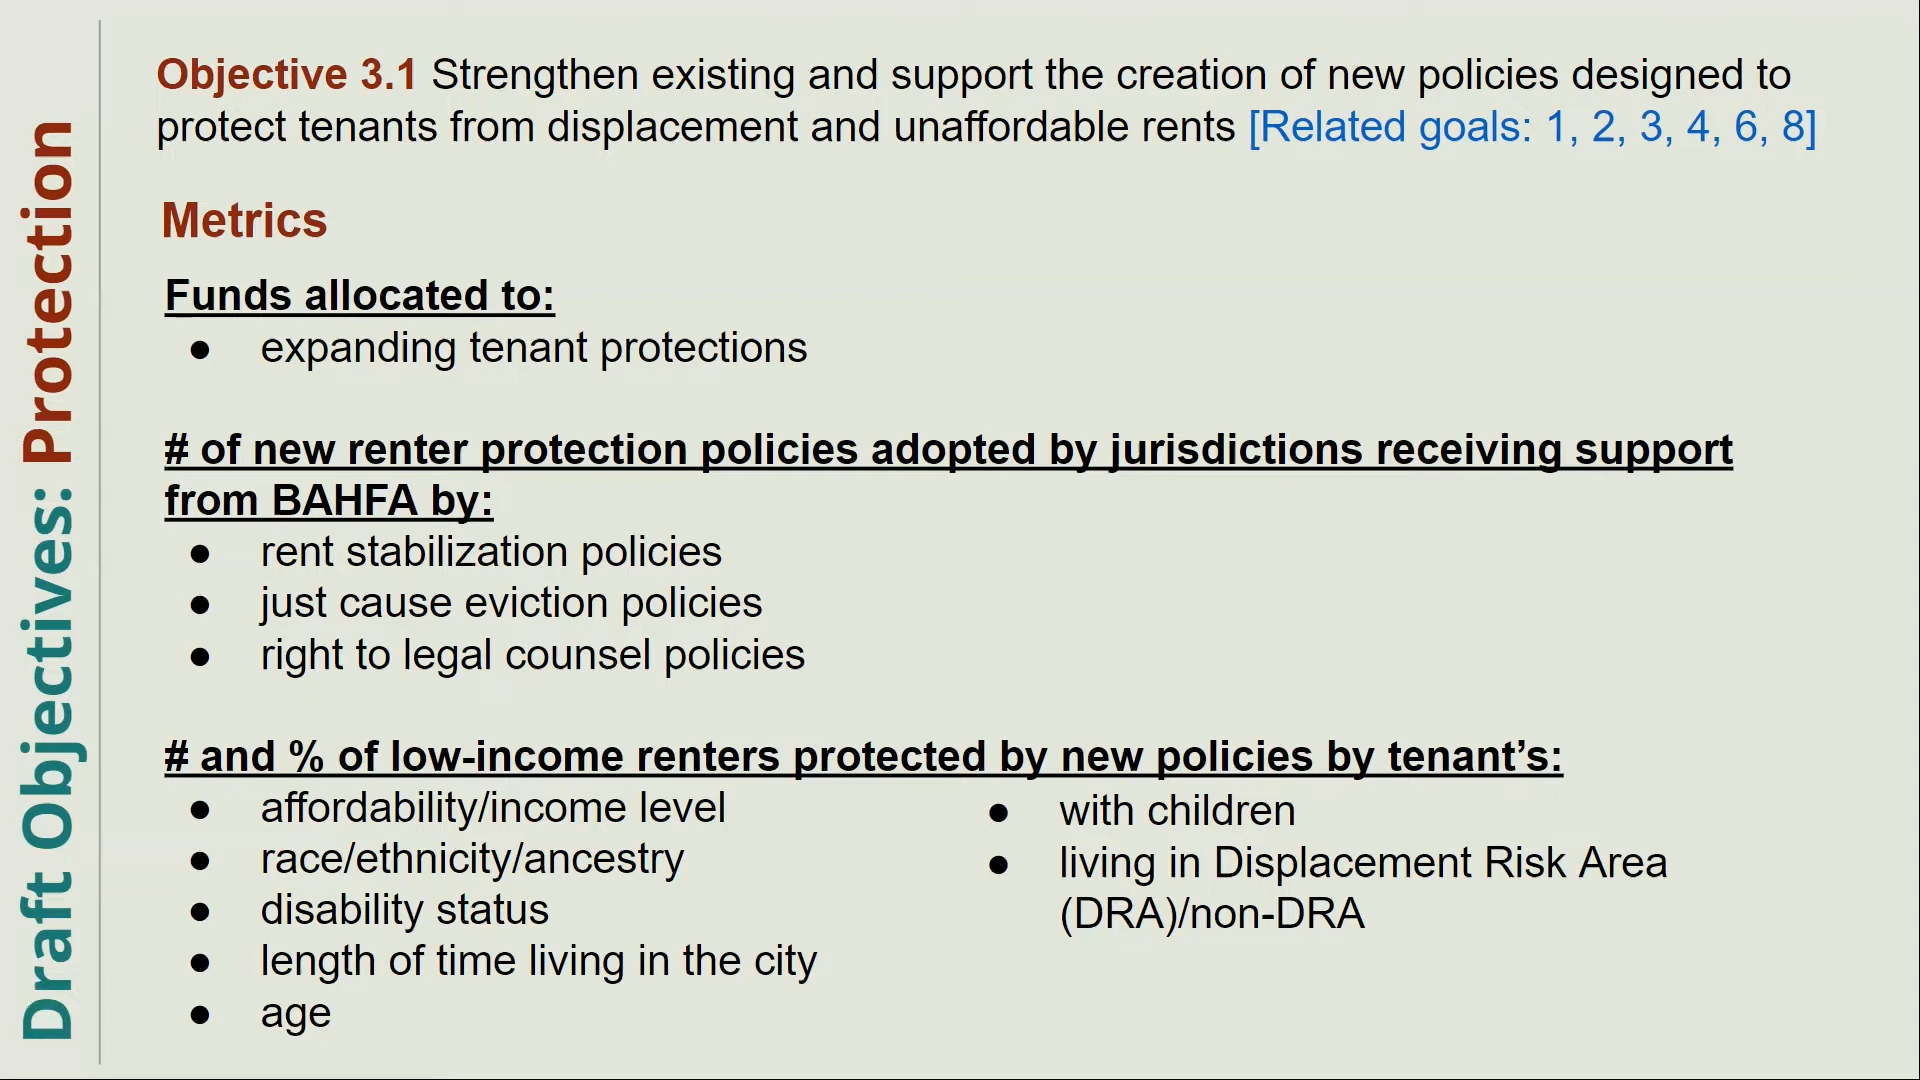 Draft Objectives: Protection
Objective 3.1 Strengthen existing and support the creation of new policies designed to
protect tenants from displacement and unaffordable rents [Related goals: 1, 2, 3, 4, 6, 8]
Metrics
Funds allocated to:
● expanding tenant protections
# of new renter protection policies adopted by jurisdictions receiving support
from BAHFA by:
● rent stabilization policies
● just cause eviction policies
● right to legal counsel policies
# and % of low-income renters protected by new policies by tenant’s:
● affordability/income level
● race/ethnicity/ancestry
● disability status
● length of time living in the city
● age
● with children
● living in Displacement Risk Area
(DRA)/non-DRA